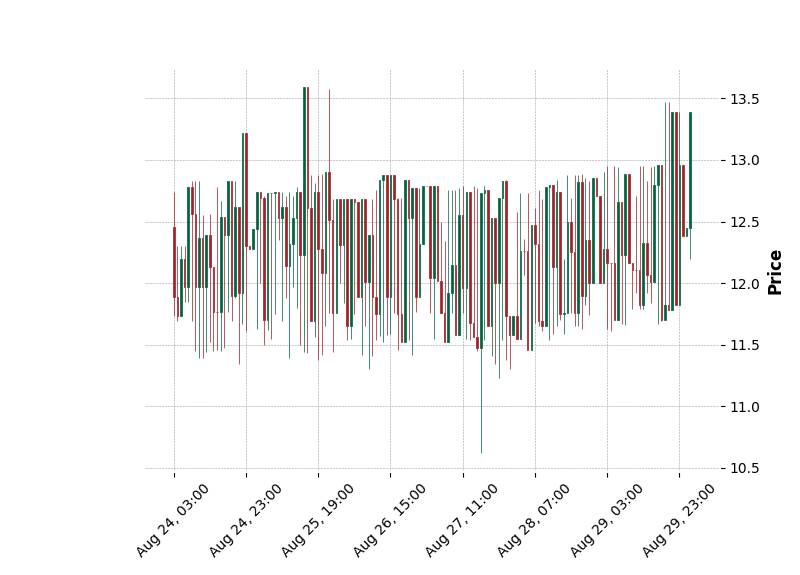 13.5
13.0
12.5
12.0
11.5
11.0
10.5
Price
Aug 24, 03:00
Aug 24, 23:00
Aug 25, 19:00
Aug 26, 15:00
Aug 27, 11:00
Aug 28, 07:00
Aug 29, 03:00
Aug 29, 23:00